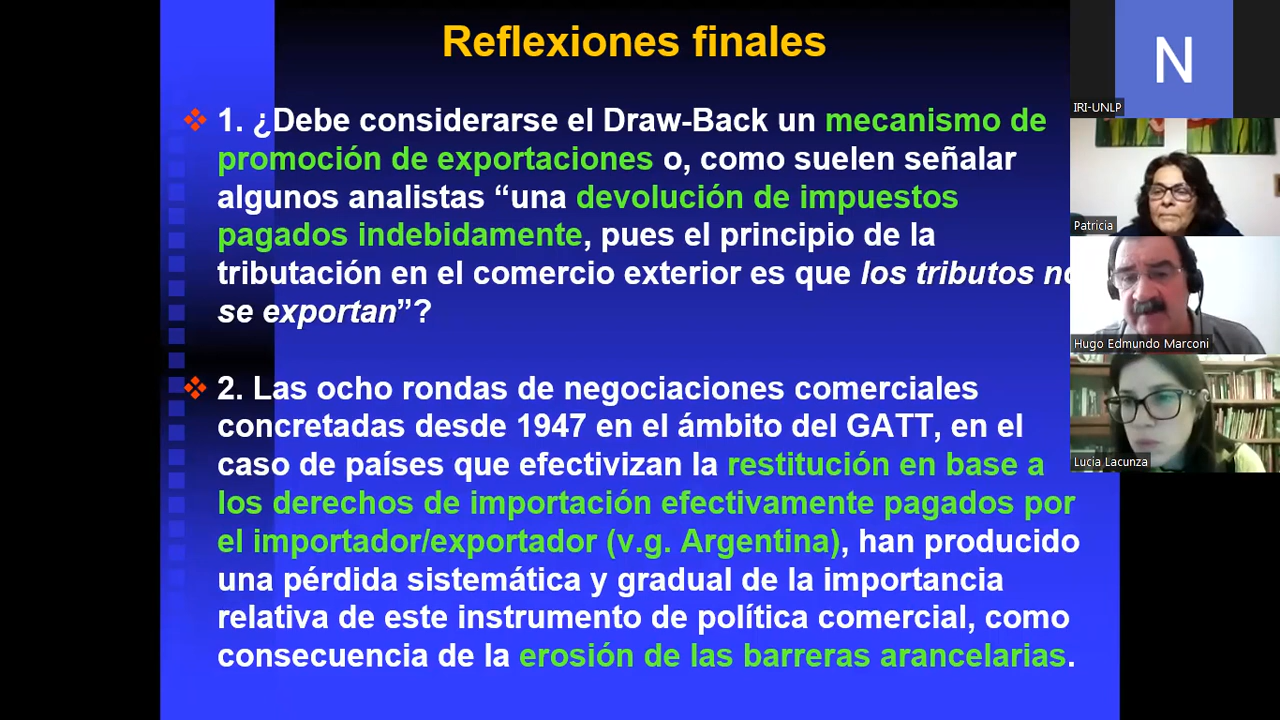 Reflexiones finales
1. ¿Debe considerarse el Draw-Back un mecanismo de
promoción de exportaciones o, como suelen señalar
algunos analistas “una devolución de impuestos
pagados indebidamente, pues el principio de la
tributación en el comercio exterior es que los tributos no
se exportan”?
2. Las ocho rondas de negociaciones comerciales
concretadas desde 1947 en el ámbito del GATT, en el
caso de países que efectivizan la restitución en base a
los derechos de importación efectivamente pagados por
el importador/exportador (v.g. Argentina), han producido
una pérdida sistemática y gradual de la importancia
relativa de este instrumento de política comercial, como
consecuencia de la erosión de las barreras arancelarias.
N
IRI-UNLP
Patricia
Hugo Edmundo Marconi
Lucia Lacunza